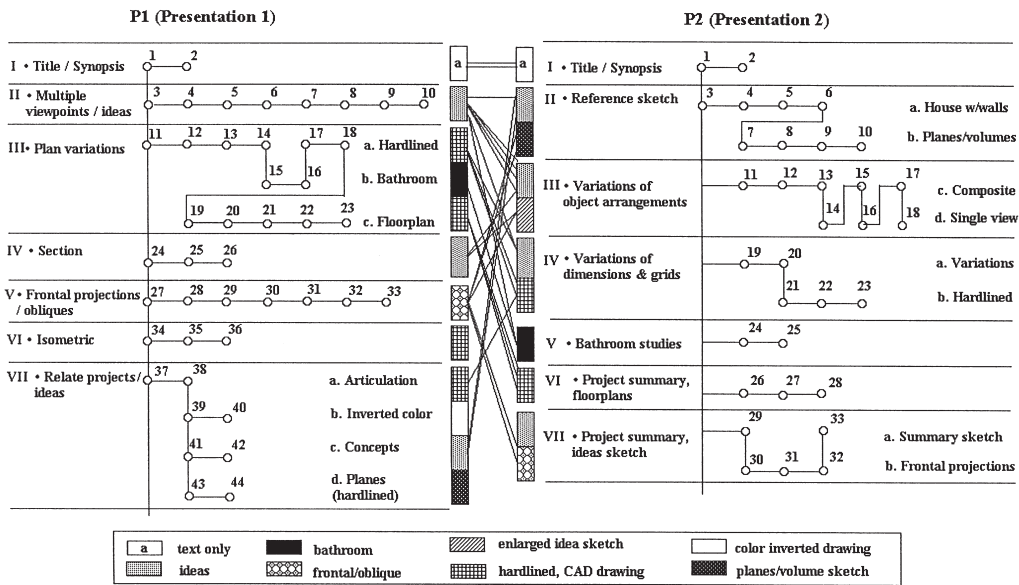 P1 (Presentation 1)
P2 (Presentation 2)
I • Title / Synopsis
1 2
II • Multiple
viewpoints / ideas
3 4 5 6 7 8 9 10
III• Plan variations
11 12 13 14 17 18
a. Hardlined
15 16
b. Bathroom
19 20 21 22 23
c. Floorplan
IV • Section
24 25 26
V • Frontal projections
/ obliques
27 28 29 30 31 32 33
VI • Isometric
34 35 36
VII • Relate projects/
ideas
37 38
a. Articulation
39 40
b. Inverted color
41 42
c. Concepts
43 44
d. Planes
(hardlined)
a
a
I • Title / Synopsis
1 2
II • Reference sketch
3 4 5 6
a. House w/walls
7 8 9 10
b. Planes/volumes
III • Variations of
object arrangements
11 12 13 15 17
c. Composite
14 16 18
d. Single view
IV • Variations of
dimensions & grids
19 20
a. Variations
21 22 23
b. Hardlined
V • Bathroom studies
24 25
VI • Project summary,
floorplans
26 27 28
VII • Project summary,
ideas sketch
29 33
a. Summary sketch
30 31 32
b. Frontal projections
a text only
bathroom
enlarged idea sketch
color inverted drawing
ideas
frontal/oblique
hardlined, CAD drawing
planes/volume sketch